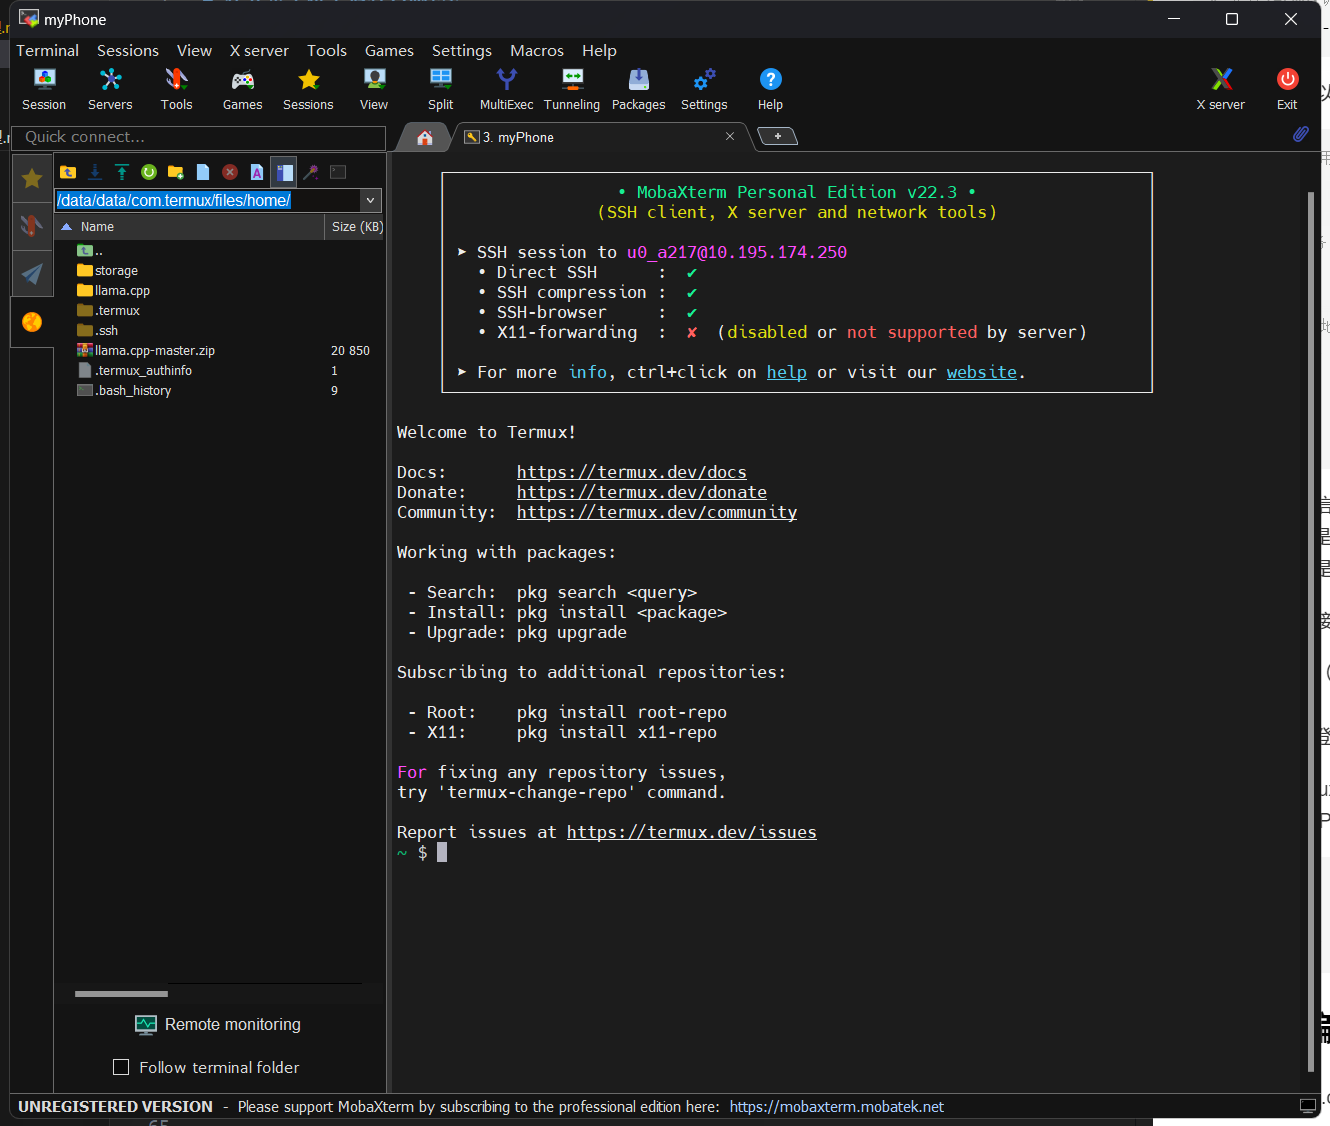 myPhone
Terminal Sessions View X server Tools Games Settings Macros Help
Session Servers Tools Games Sessions View Split MultiExec Tunneling Packages Settings Help X server Exit
Quick connect...
3. myPhone
/data/data/com.termux/files/home/
Name Size (KB)
..
storage
llama.cpp
.termux
.ssh
llama.cpp-master.zip 20 850
.termux_authinfo 1
.bash_history 9
Remote monitoring
Follow terminal folder
• MobaXterm Personal Edition v22.3 •
(SSH client, X server and network tools)
➤ SSH session to u0_a217@10.195.174.250
• Direct SSH : ✔
• SSH compression : ✔
• SSH-browser : ✔
• X11-forwarding : ✘ (disabled or not supported by server)
➤ For more info, ctrl+click on help or visit our website.
Welcome to Termux!
Docs: https://termux.dev/docs
Donate: https://termux.dev/donate
Community: https://termux.dev/community
Working with packages:
- Search: pkg search <query>
- Install: pkg install <package>
- Upgrade: pkg upgrade
Subscribing to additional repositories:
- Root: pkg install root-repo
- X11: pkg install x11-repo
For fixing any repository issues,
try 'termux-change-repo' command.
Report issues at https://termux.dev/issues
~ $
UNREGISTERED VERSION - Please support MobaXterm by subscribing to the professional edition here: https://mobaxterm.mobatek.net